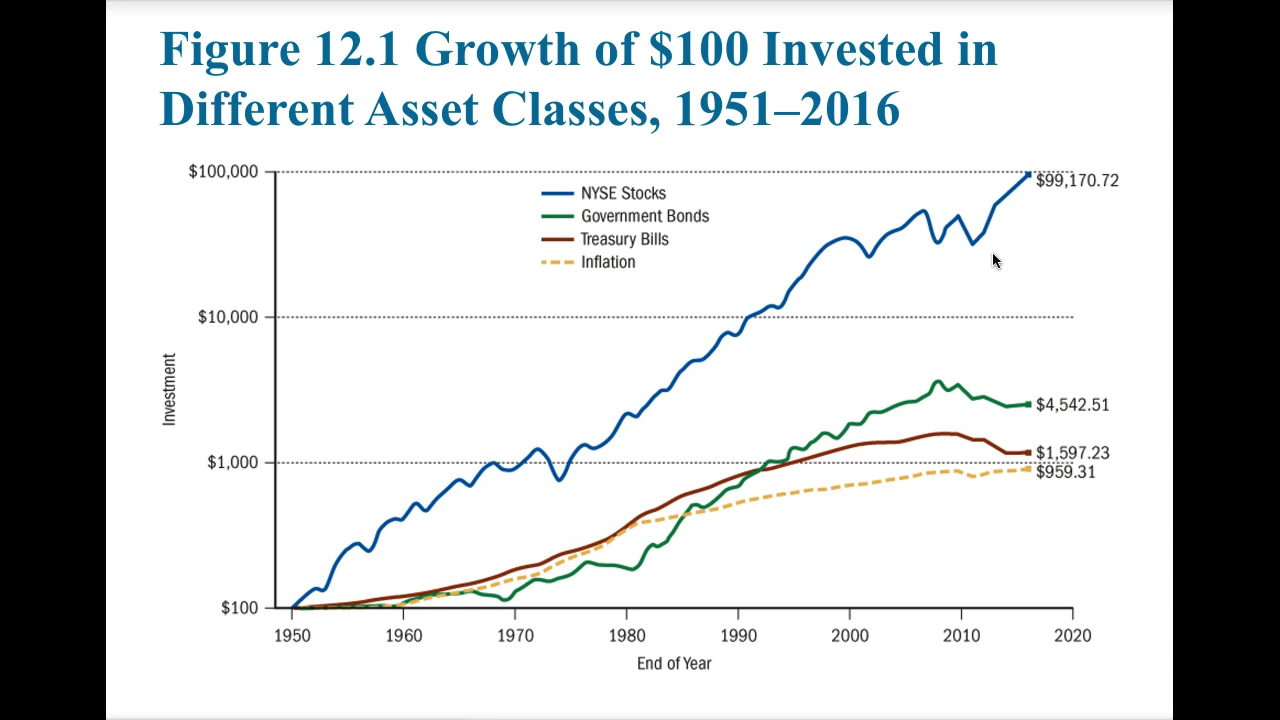 Figure 12.1 Growth of $100 Invested in
Different Asset Classes, 1951–2016
$100,000
$10,000
$1,000
$100
Investment
NYSE Stocks
Government Bonds
Treasury Bills
Inflation
$99,170.72
$4,542.51
$1,597.23
$959.31
1950 1960 1970 1980 1990 2000 2010 2020
End of Year